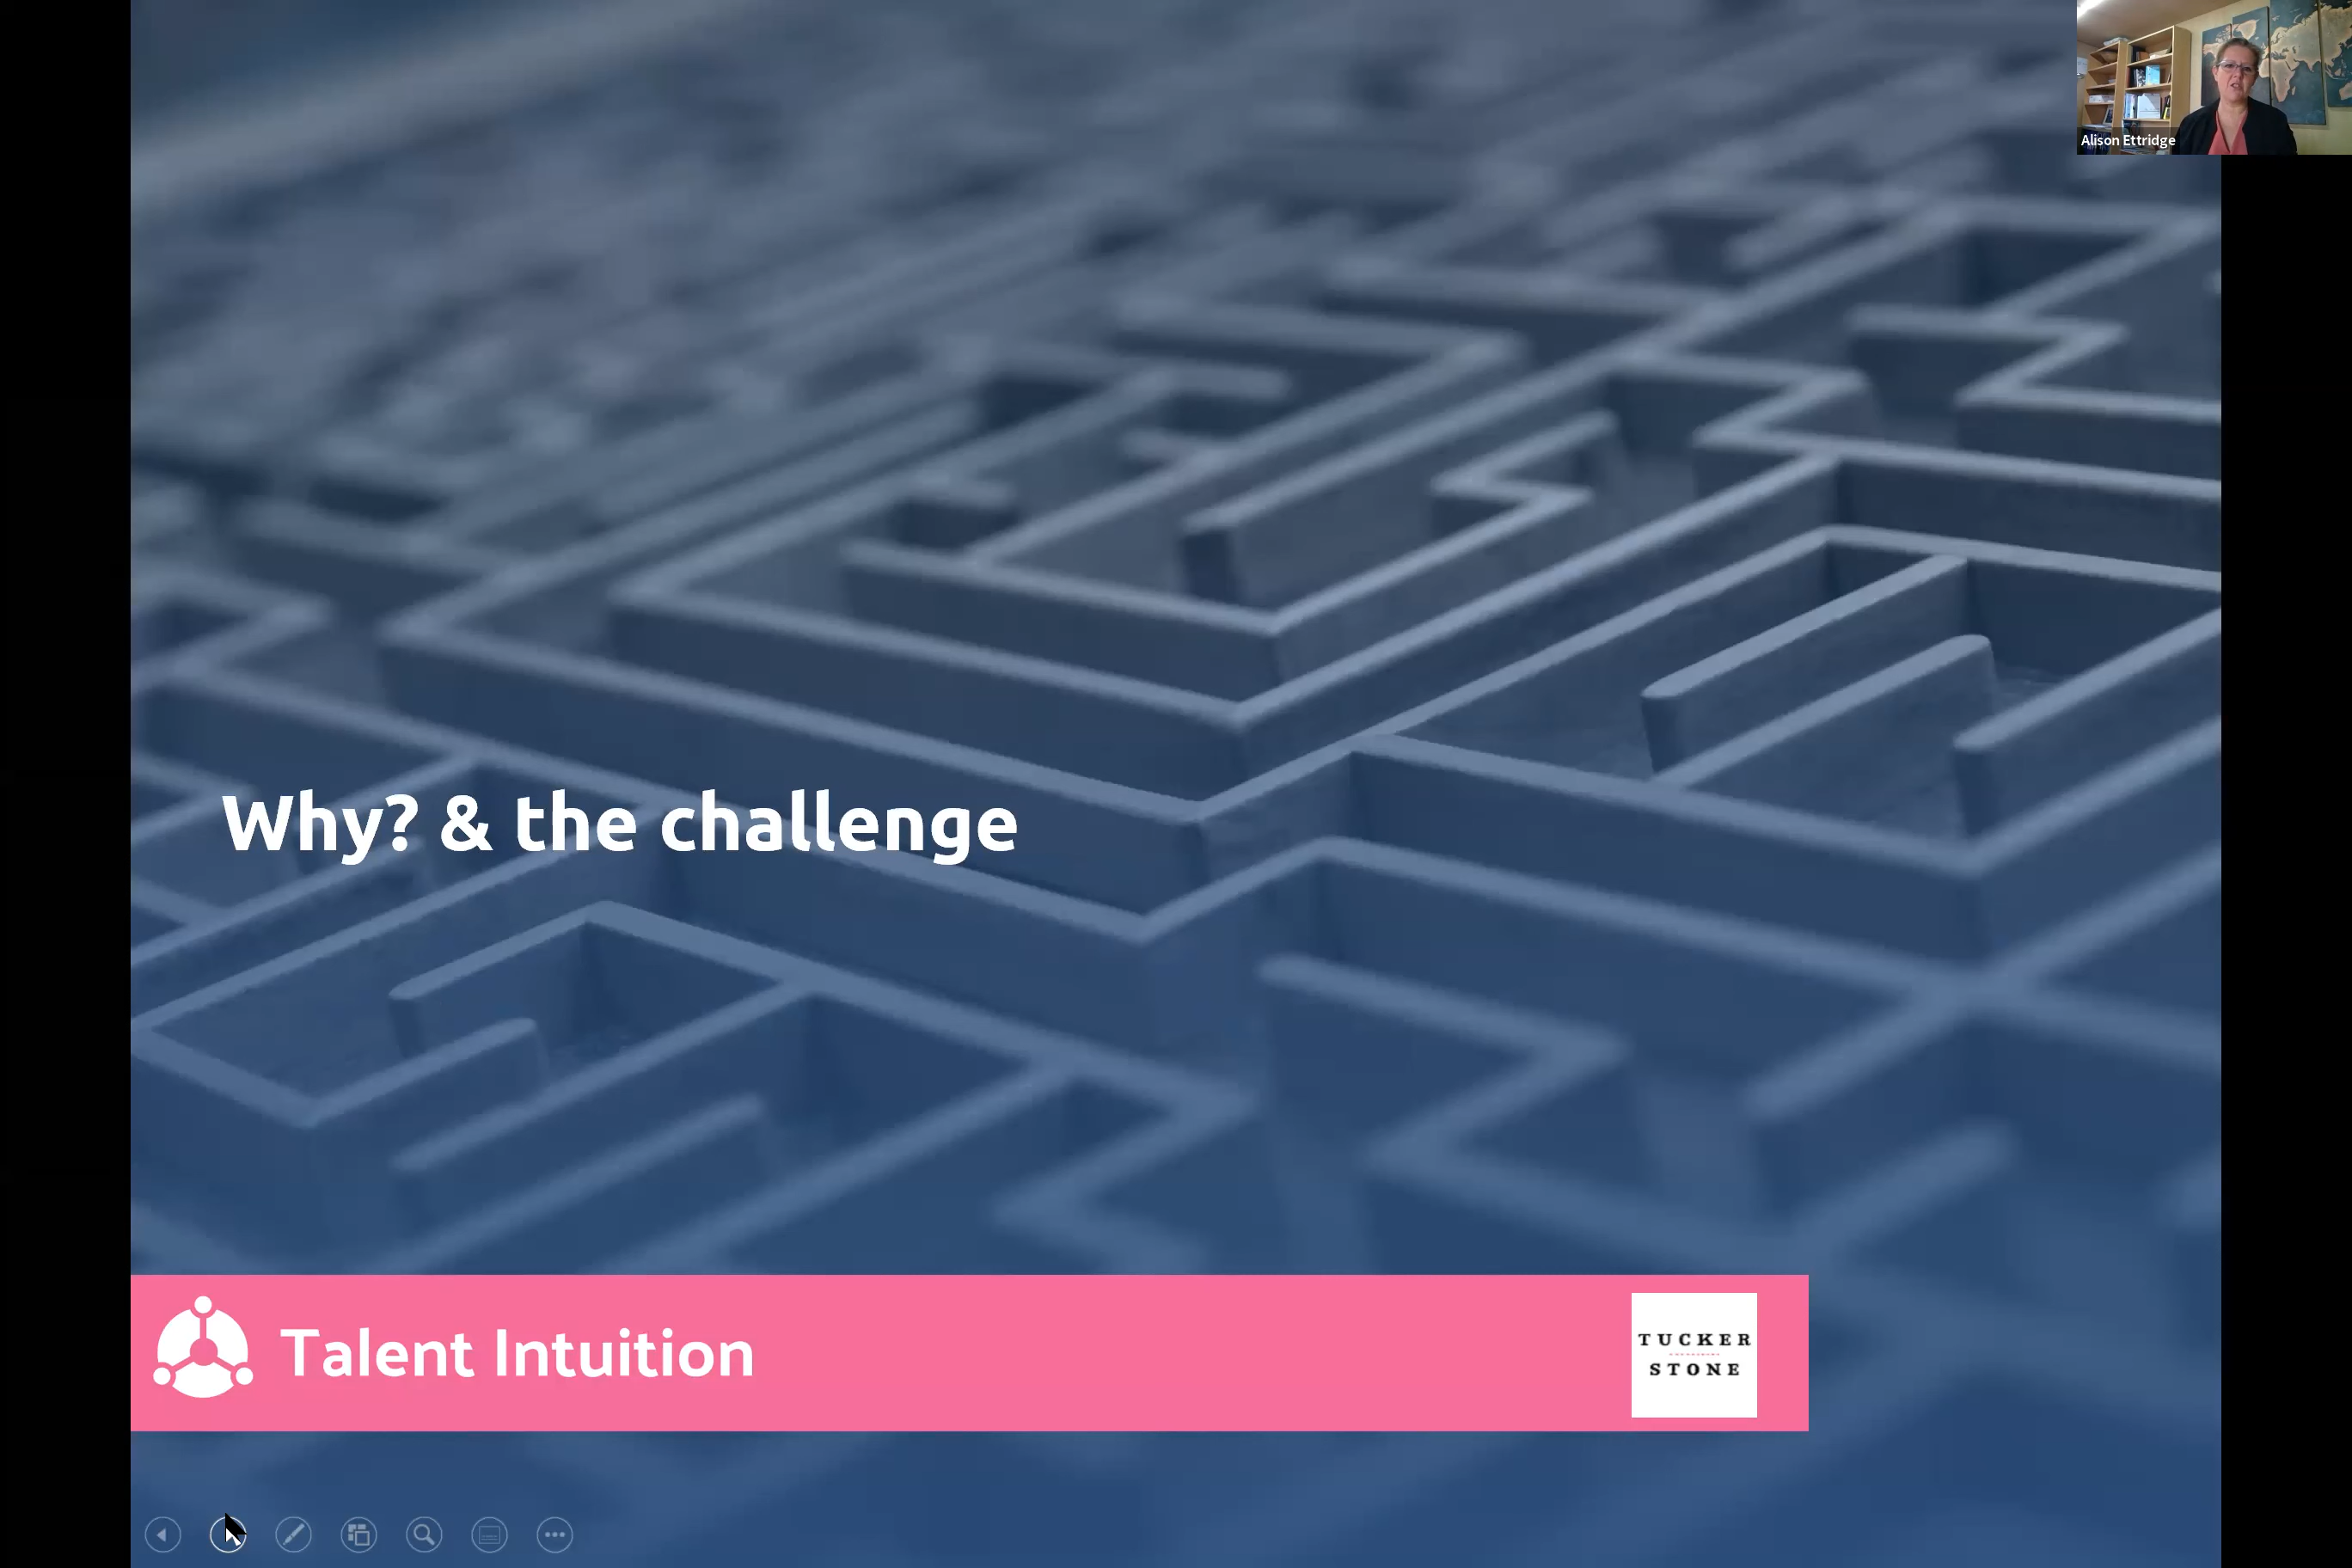 Alison Ettridge
Why? & the challenge
Talent Intuition
TUCKER
STONE